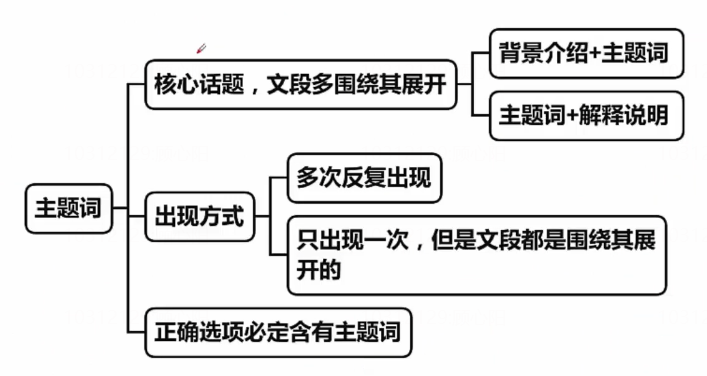 背景介绍+主题词
核心话题，文段多围绕其展开
主题词+解释说明
多次反复出现
主题词
出现方式
只出现一次，但是文段都是围绕其展
开的
正确选项必定含有主题词